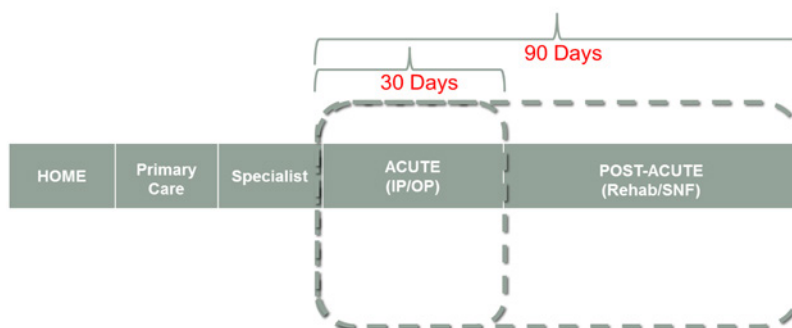 90 Days
30 Days
HOME
Primary
Care
Specialist
ACUTE
(IP/OP)
POST-ACUTE
(Rehab/SNF)